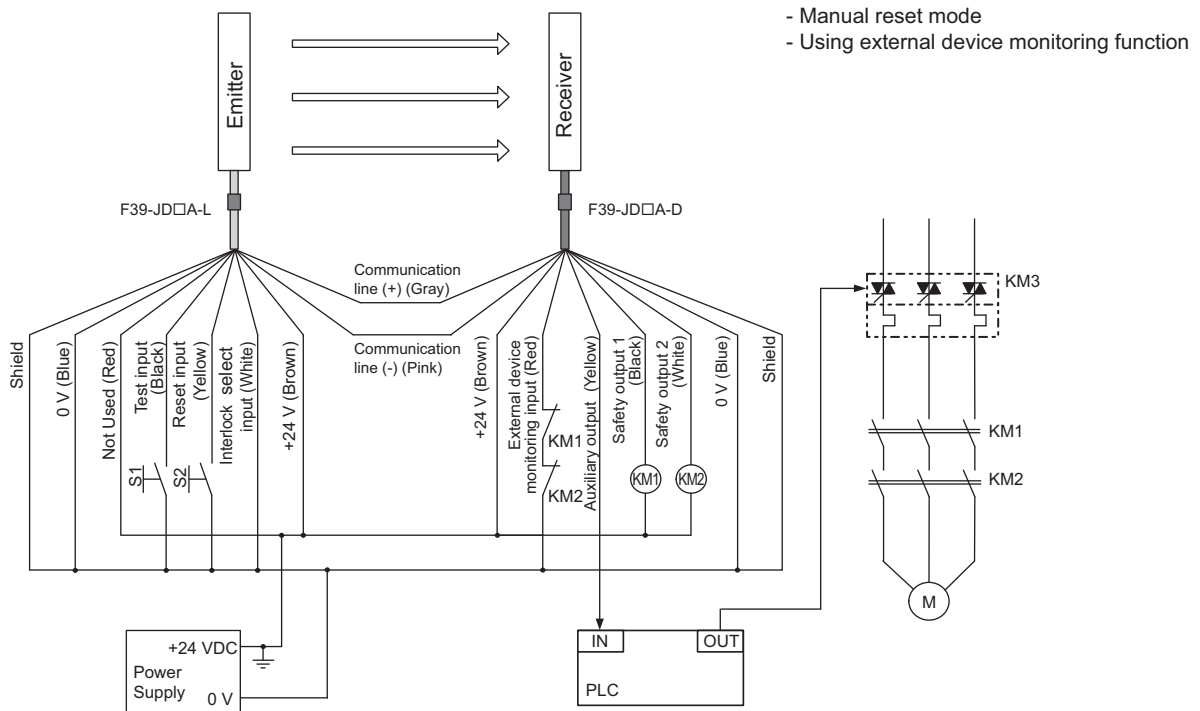 - Manual reset mode
- Using external device monitoring function
Emitter
Receiver
F39-JD□A-L
F39-JD□A-D
Communication
line (+) (Gray)
Communication
line (-) (Pink)
Shield
0 V (Blue)
Not Used (Red)
Test input
(Black)
Reset input
(Yellow)
Interlock select
input (White)
+24 V (Brown)
+24 V (Brown)
External device
monitoring input (Red)
Auxiliary output (Yellow)
Safety output 1
(Black)
Safety output 2
(White)
0 V (Blue)
Shield
S1
S2
KM1
KM2
KM1
KM2
KM3
KM1
KM2
M
+24 VDC
Power
Supply
0 V
IN
OUT
PLC